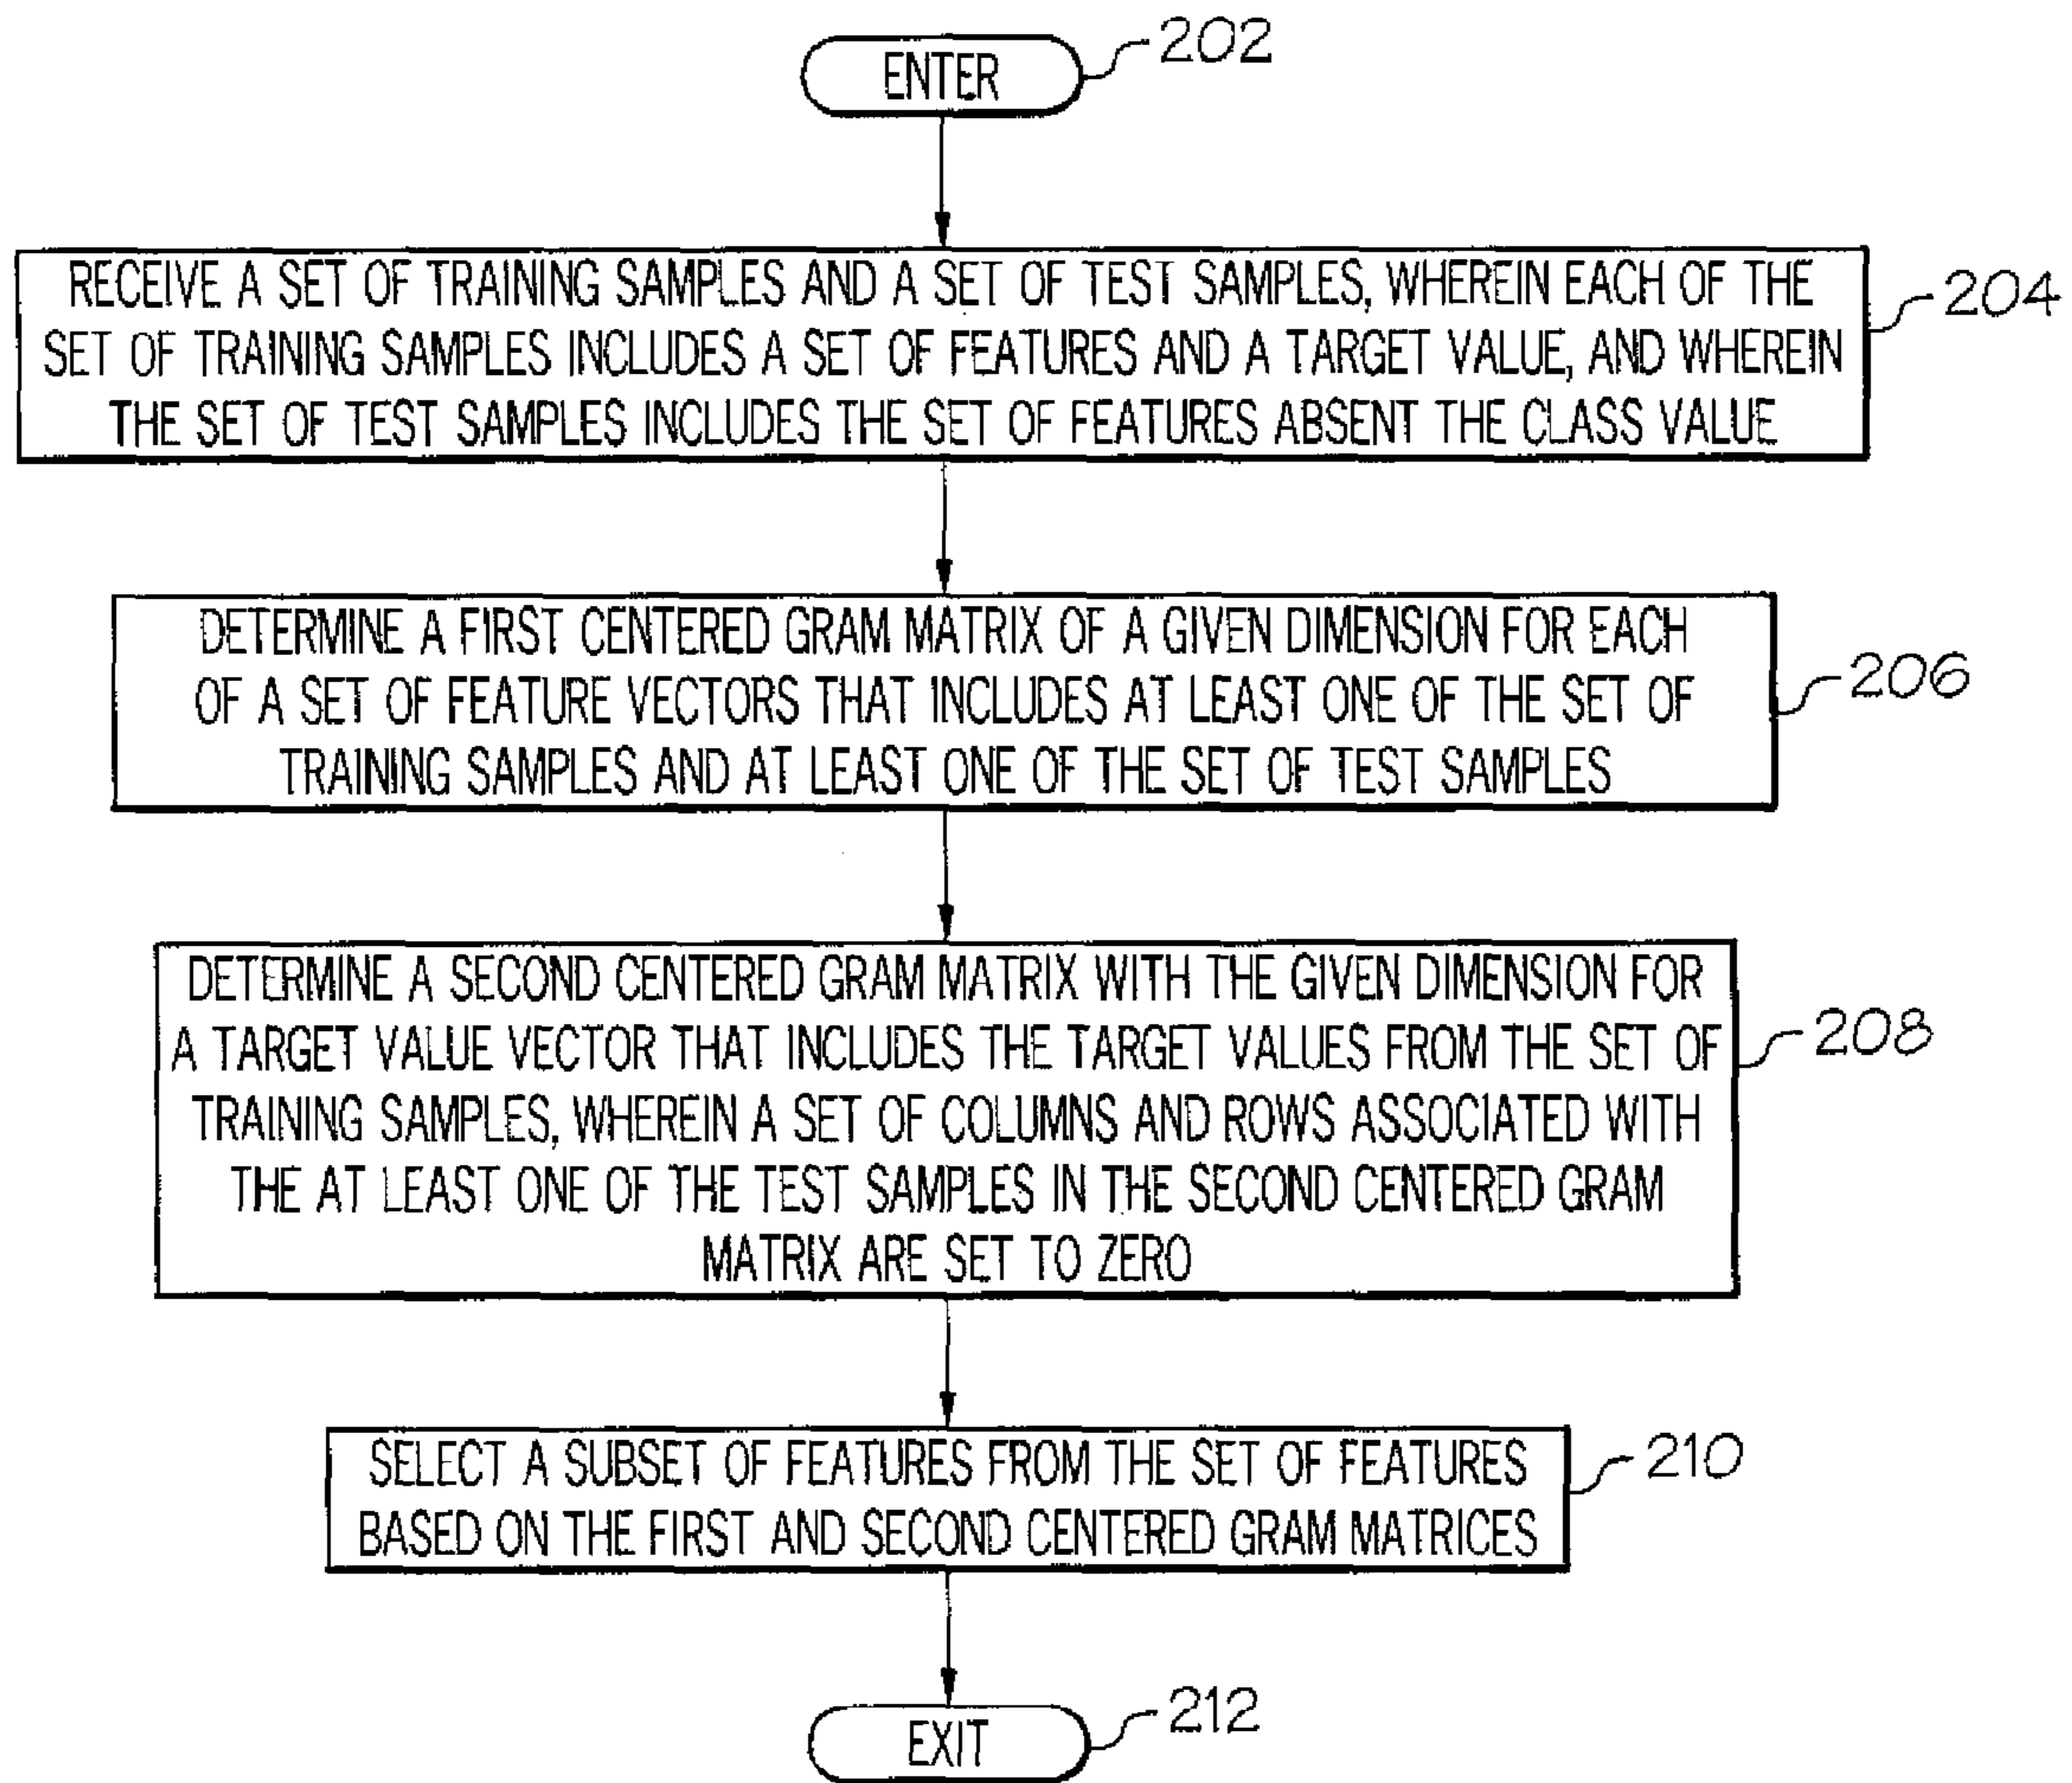 ENTER
202
RECEIVE A SET OF TRAINING SAMPLES AND A SET OF TEST SAMPLES, WHEREIN EACH OF THE
SET OF TRAINING SAMPLES INCLUDES A SET OF FEATURES AND A TARGET VALUE, AND WHEREIN
THE SET OF TEST SAMPLES INCLUDES THE SET OF FEATURES ABSENT THE CLASS VALUE
204
DETERMINE A FIRST CENTERED GRAM MATRIX OF A GIVEN DIMENSION FOR EACH
OF A SET OF FEATURE VECTORS THAT INCLUDES AT LEAST ONE OF THE SET OF
TRAINING SAMPLES AND AT LEAST ONE OF THE SET OF TEST SAMPLES
206
DETERMINE A SECOND CENTERED GRAM MATRIX WITH THE GIVEN DIMENSION FOR
A TARGET VALUE VECTOR THAT INCLUDES THE TARGET VALUES FROM THE SET OF
TRAINING SAMPLES, WHEREIN A SET OF COLUMNS AND ROWS ASSOCIATED WITH
THE AT LEAST ONE OF THE TEST SAMPLES IN THE SECOND CENTERED GRAM
MATRIX ARE SET TO ZERO
208
SELECT A SUBSET OF FEATURES FROM THE SET OF FEATURES
BASED ON THE FIRST AND SECOND CENTERED GRAM MATRICES
210
EXIT
212